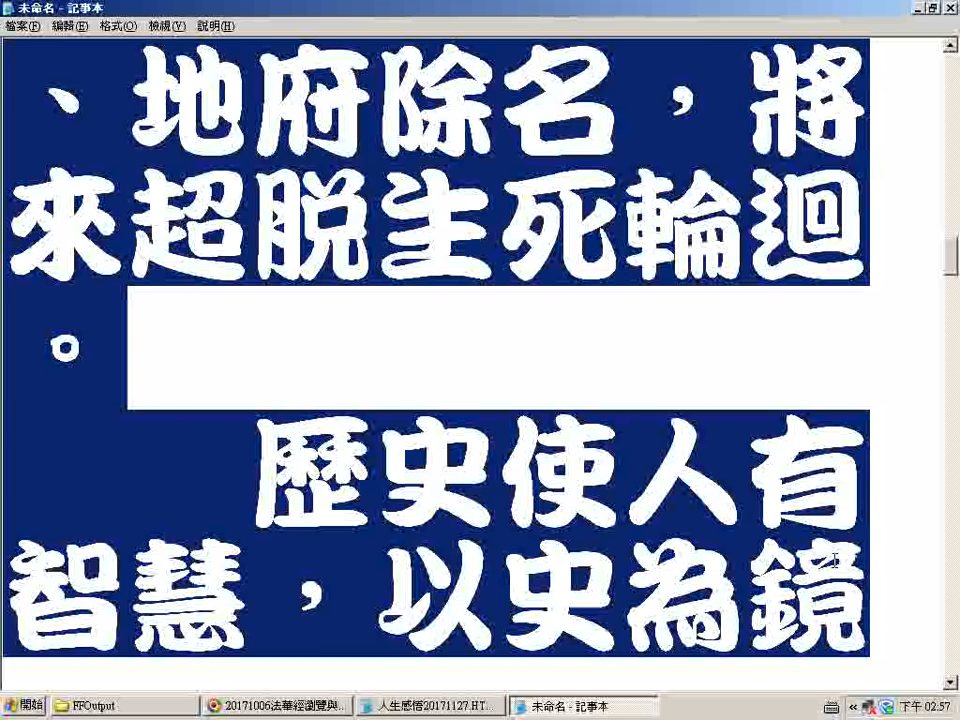 未命名 - 記事本
檔案(F) 編輯(E) 格式(O) 檢視(V) 說明(H)
、地府除名，將
來超脫生死輪迴
。
歷史使人有
智慧，以史為鏡
開始 FFOutput 20171006法華經瀏覽與... 人生感悟20171127.HT... 未命名 - 記事本 « 下午 02:57